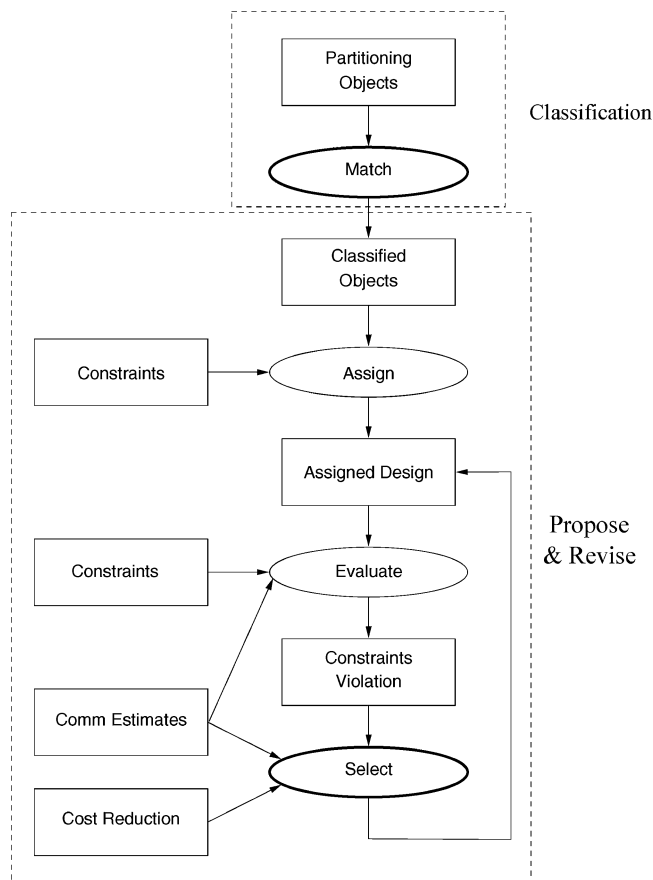 Partitioning
Objects
Classification
Match
Classified
Objects
Constraints
Assign
Assigned Design
Propose
& Revise
Constraints
Evaluate
Constraints
Violation
Comm Estimates
Select
Cost Reduction